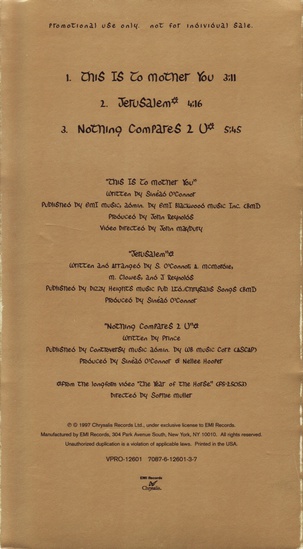 Promotional use only. not for individual sale.
1. This Is To Mother You 3:11
2. Jerusalem@ 4:16
3. Nothing Compares 2 U@ 5:45
"This Is To Mother You"
Written by Sinéad O'Connor
Published by EMI Music, admin. by EMI Blackwood Music Inc. (BMI)
Produced by John Reynolds
Video Directed by John Maybury
"Jerusalem"@
Written and arranged by S. O'Connor, A. McMordie,
M. Clowes, and J Reynolds
Published by Dizzy Heights Music Pub Ltd./Chrysalis Songs (BMI)
Produced by Sinéad O'Connor
"Nothing Compares 2 U"@
Written by Prince
Published by Controversy Music admin. by WB Music Corp (ASCAP)
Produced by Sinéad O'Connor & Nellee Hooper
@From the longform video "The Year of the Horse" (PS-LSC153)
Directed by Sophie Muller
℗ © 1997 Chrysalis Records Ltd., under exclusive license to EMI Records.
Manufactured by EMI Records, 304 Park Avenue South, New York, NY 10010. All rights reserved.
Unauthorized duplication is a violation of applicable laws. Printed in the USA.
VPRO-12601 7087-6-12601-3-7
EMI Records
Chrysalis.